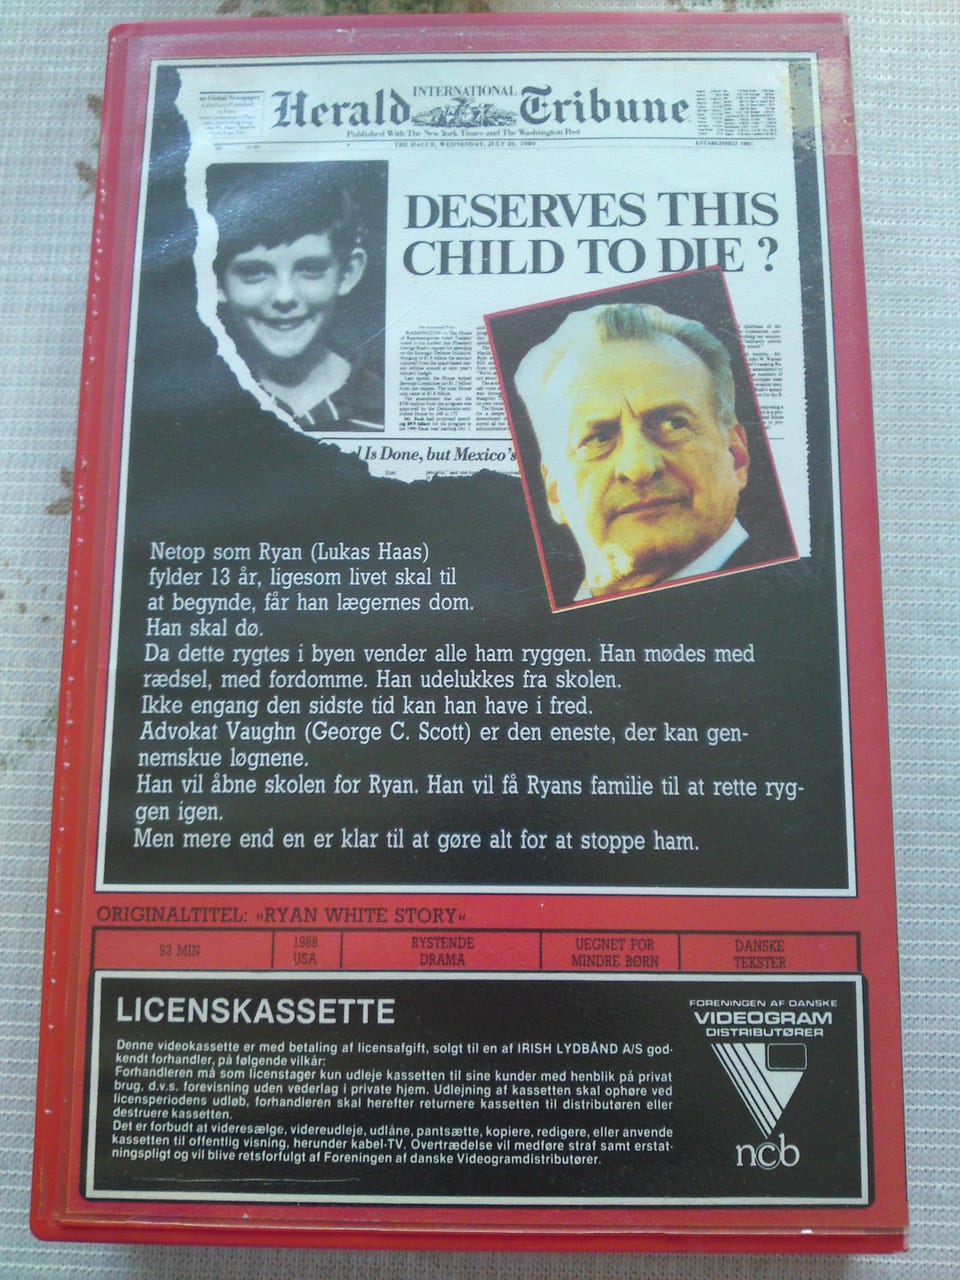 Herald INTERNATIONAL Tribune
Published With The New York Times and The Washington Post
THE HAGUE, WEDNESDAY, JULY 26, 1989
ESTABLISHED 1887
DESERVES THIS
CHILD TO DIE ?
l Is Done, but Mexico's
Netop som Ryan (Lukas Haas)
fylder 13 år, ligesom livet skal til
at begynde, får han lægernes dom.
Han skal dø.
Da dette rygtes i byen vender alle ham ryggen. Han mødes med
rædsel, med fordomme. Han udelukkes fra skolen.
Ikke engang den sidste tid kan han have i fred.
Advokat Vaughn (George C. Scott) er den eneste, der kan gen-
nemskue løgnene.
Han vil åbne skolen for Ryan. Han vil få Ryans familie til at rette ryg-
gen igen.
Men mere end en er klar til at gøre alt for at stoppe ham.
ORIGINALTITEL: »RYAN WHITE STORY«
93 MIN
1988
USA
RYSTENDE
DRAMA
UEGNET FOR
MINDRE BØRN
DANSKE
TEKSTER
LICENSKASSETTE
Denne videokassette er med betaling af licensafgift, solgt til en af IRISH LYDBÅND A/S god-
kendt forhandler, på følgende vilkår:
Forhandleren må som licenstager kun udleje kassetten til sine kunder med henblik på privat
brug, d.v.s. forevisning uden vederlag i private hjem. Udlejning af kassetten skal ophøre ved
licensperiodens udløb, forhandleren skal herefter returnere kassetten til distributøren eller
destruere kassetten.
Det er forbudt at videresælge, videreudleje, udlåne, pantsætte, kopiere, redigere, eller anvende
kassetten til offentlig visning, herunder kabel-TV. Overtrædelse vil medføre straf samt erstat-
ningspligt og vil blive retsforfulgt af Foreningen af danske Videogramdistributører.
FORENINGEN AF DANSKE
VIDEOGRAM
DISTRIBUTØRER
ncb